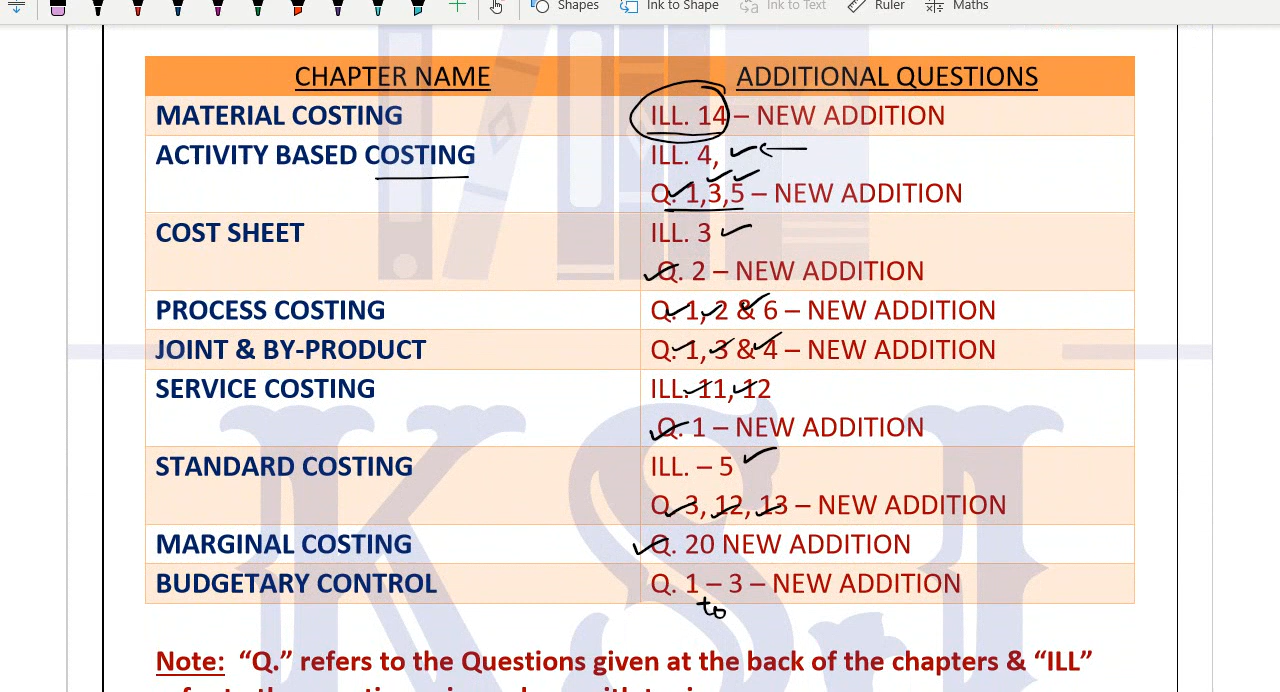 Shapes Ink to Shape Ink to Text Ruler Maths
CHAPTER NAME ADDITIONAL QUESTIONS
MATERIAL COSTING ILL. 14 – NEW ADDITION
ACTIVITY BASED COSTING ILL. 4,
Q. 1,3,5 – NEW ADDITION
COST SHEET ILL. 3
Q. 2 – NEW ADDITION
PROCESS COSTING Q. 1, 2 & 6 – NEW ADDITION
JOINT & BY-PRODUCT Q. 1, 3 & 4 – NEW ADDITION
SERVICE COSTING ILL. 11, 12
Q. 1 – NEW ADDITION
STANDARD COSTING ILL. – 5
Q. 3, 12, 13 – NEW ADDITION
MARGINAL COSTING Q. 20 NEW ADDITION
BUDGETARY CONTROL Q. 1 – 3 – NEW ADDITION
to
Note: “Q.” refers to the Questions given at the back of the chapters & “ILL”